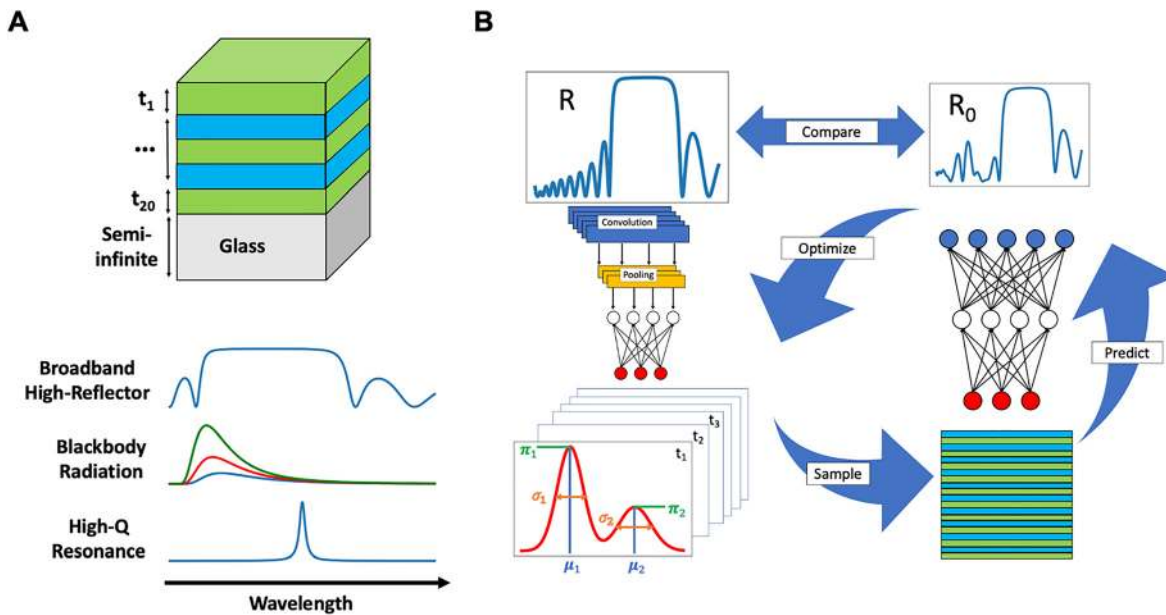 A
t1
...
t20
Semi-
infinite
Glass
Broadband
High-Reflector
Blackbody
Radiation
High-Q
Resonance
Wavelength
B
R
R0
Compare
Convolution
Pooling
Optimize
Predict
Sample
t3
t2
t1
π1
σ1
σ2
π2
μ1
μ2